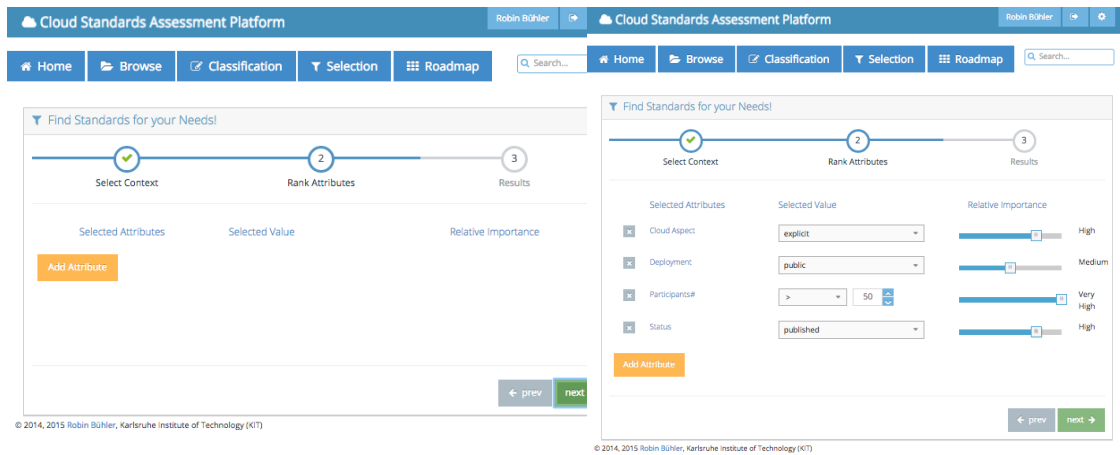 Cloud Standards Assessment Platform
Robin Bühler
Home
Browse
Classification
Selection
Roadmap
Search...
Find Standards for your Needs!
2
3
Select Context
Rank Attributes
Results
Selected Attributes
Selected Value
Relative Importance
Add Attribute
← prev
next
© 2014, 2015 Robin Bühler, Karlsruhe Institute of Technology (KIT)
Cloud Standards Assessment Platform
Robin Bühler
Home
Browse
Classification
Selection
Roadmap
Search...
Find Standards for your Needs!
2
3
Select Context
Rank Attributes
Results
Selected Attributes
Selected Value
Relative Importance
Cloud Aspect
explicit
High
Deployment
public
Medium
Participants#
>
50
Very
High
Status
published
High
Add Attribute
← prev
next →
© 2014, 2015 Robin Bühler, Karlsruhe Institute of Technology (KIT)